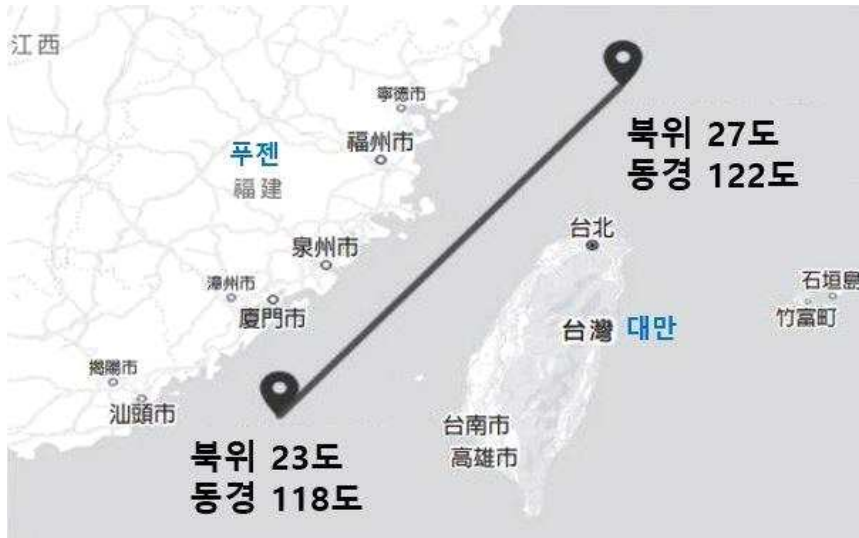 江西
寧德市
북위 27도
동경 122도
푸젠
福州市
福建
台北
泉州市
漳州市
石垣島
廈門市
竹富町
台灣 대만
揭陽市
汕頭市
台南市
북위 23도
高雄市
동경 118도